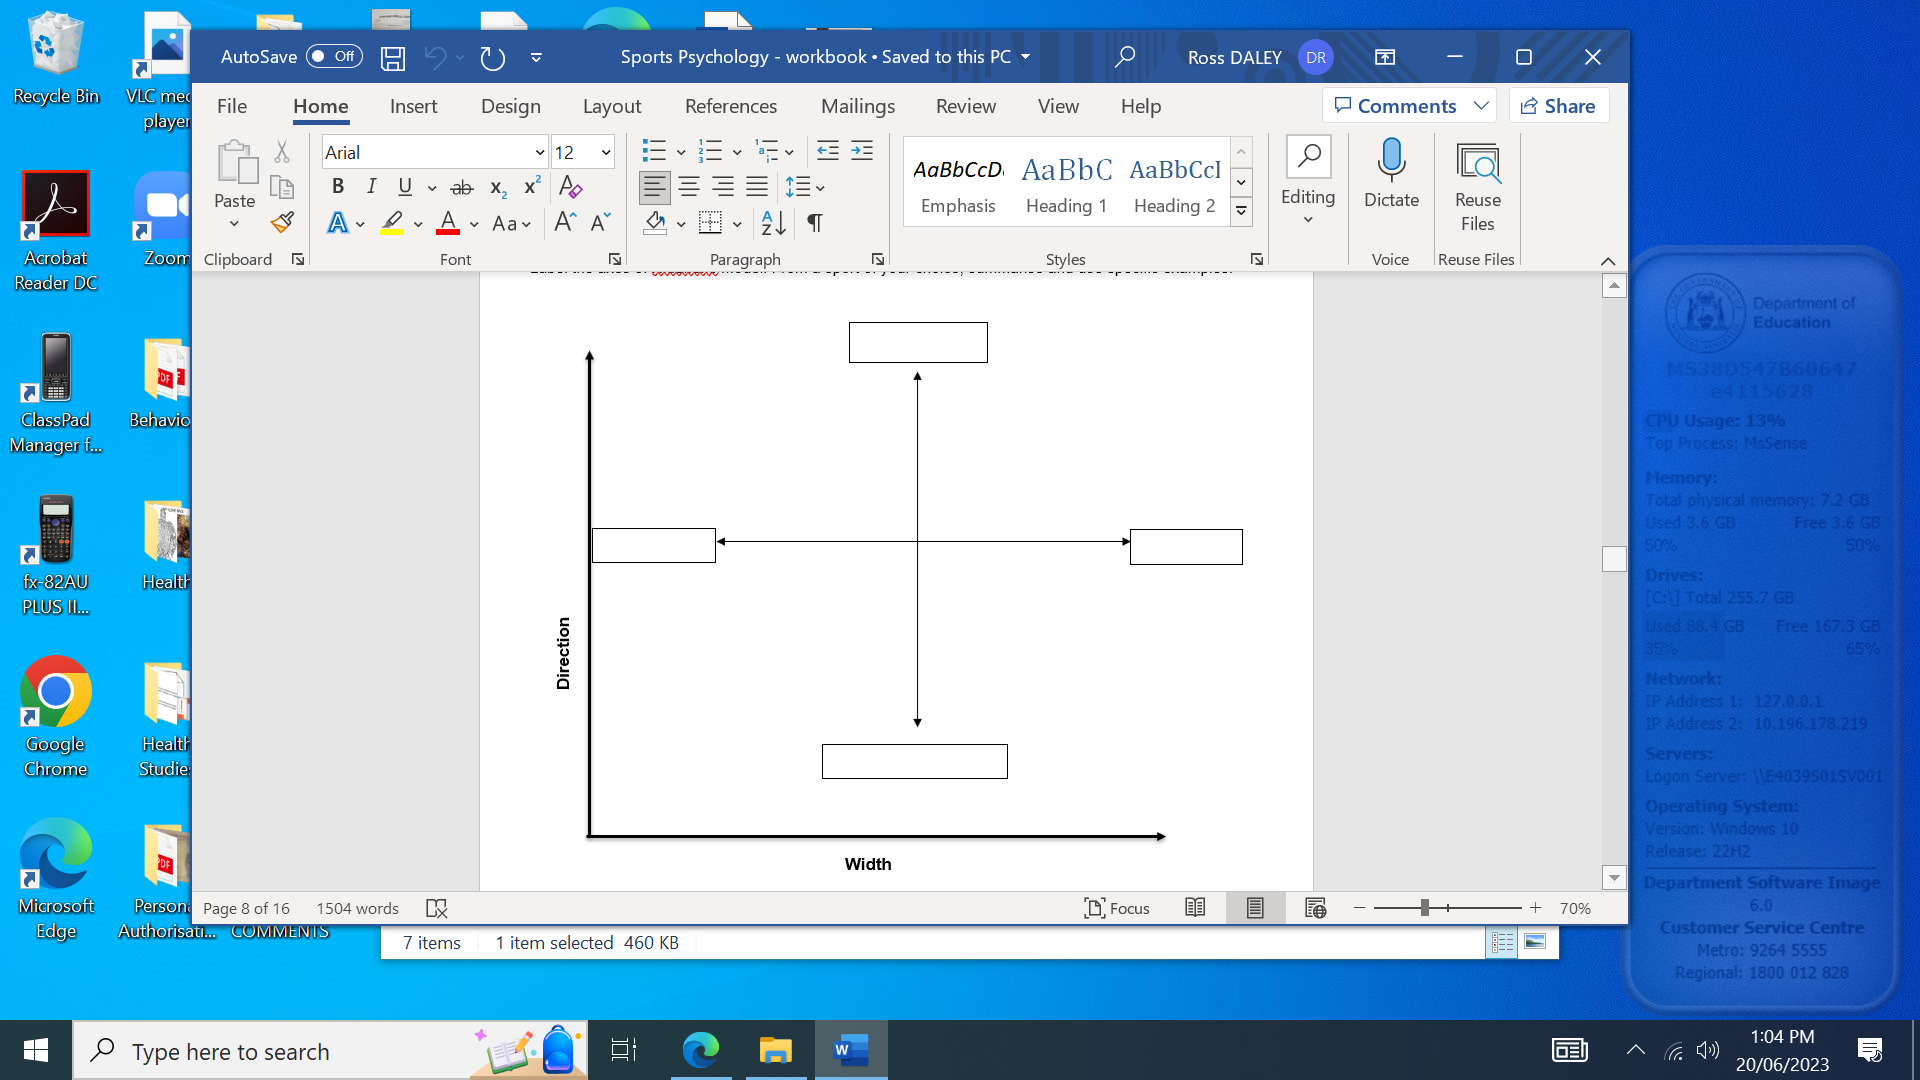 Recycle Bin
VLC med
player
Acrobat
Reader DC
Zoom
ClassPad
Manager f...
Behavio
fx-82AU
PLUS II...
Health
Google
Chrome
Health
Studies
Microsoft
Edge
Persona
Authorisati...
COMMENTS
AutoSave Off
Sports Psychology - workbook • Saved to this PC
Ross DALEY DR
File Home Insert Design Layout References Mailings Review View Help
Comments Share
Paste
Clipboard
Arial 12
Font
Paragraph
AaBbCcDc AaBbC AaBbCcI
Emphasis Heading 1 Heading 2
Styles
Editing
Dictate
Voice
Reuse
Files
Reuse Files
Direction
Width
Page 8 of 16 1504 words
Focus
70%
7 items 1 item selected 460 KB
Department of
Education
MS38D547B60647
e4115628
CPU Usage: 13%
Top Process: MsSense
Memory:
Total physical memory: 7.2 GB
Used 3.6 GB Free 3.6 GB
50% 50%
Drives:
[C:\] Total 255.7 GB
Used 88.4 GB Free 167.3 GB
35% 65%
Network:
IP Address 1: 127.0.0.1
IP Address 2: 10.196.178.219
Servers:
Logon Server: \\E4039S01SV001
Operating System:
Version: Windows 10
Release: 22H2
Department Software Image
6.0
Customer Service Centre
Metro: 9264 5555
Regional: 1800 012 828
Type here to search
1:04 PM
20/06/2023